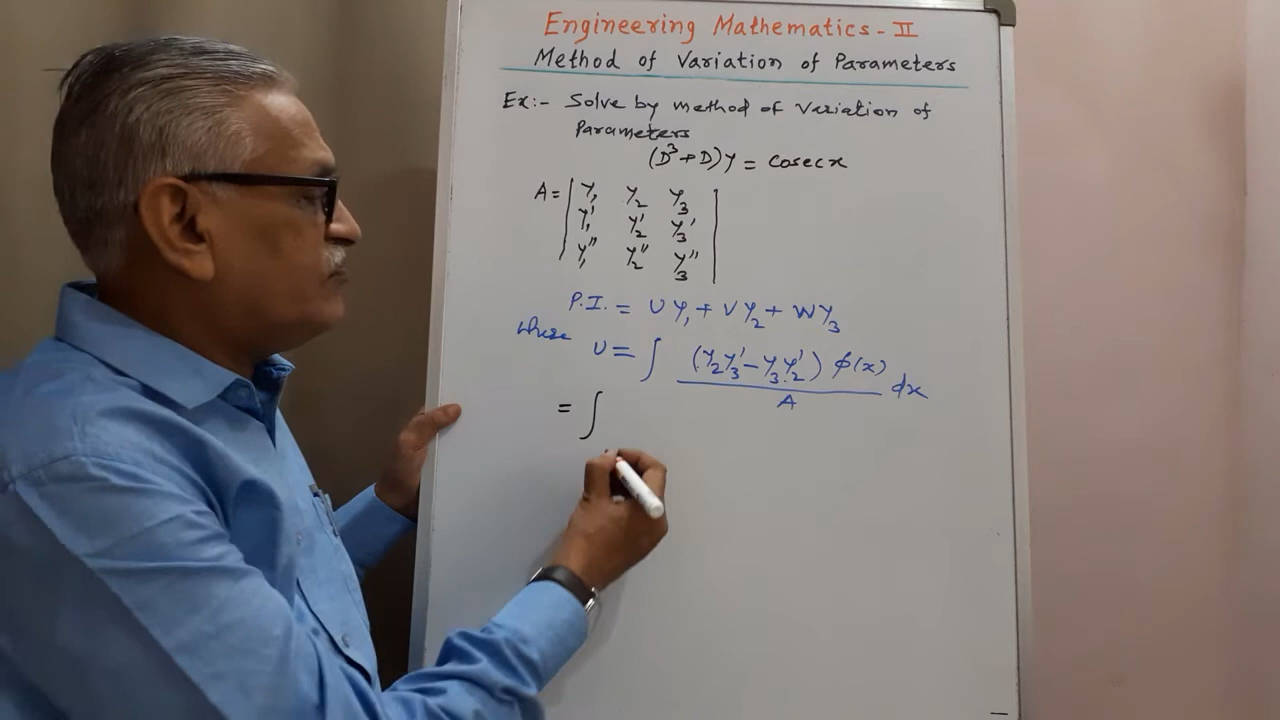 Engineering Mathematics - II
Method of Variation of Parameters
Ex:- Solve by method of Variation of
Parameters
(D³ + D) y = cosec x
A = | y₁ y₂ y₃ |
| y₁' y₂' y₃' |
| y₁'' y₂'' y₃'' |
P.I. = U y₁ + V y₂ + W y₃
where U = ∫ (y₂y₃' - y₃y₂') φ(x) / A dx
= ∫